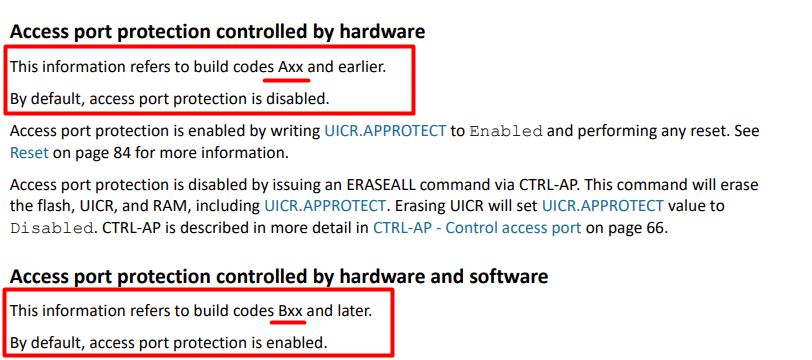 Access port protection controlled by hardware
This information refers to build codes Axx and earlier.
By default, access port protection is disabled.
Access port protection is enabled by writing UICR.APPROTECT to Enabled and performing any reset. See
Reset on page 84 for more information.
Access port protection is disabled by issuing an ERASEALL command via CTRL-AP. This command will erase
the flash, UICR, and RAM, including UICR.APPROTECT. Erasing UICR will set UICR.APPROTECT value to
Disabled. CTRL-AP is described in more detail in CTRL-AP - Control access port on page 66.
Access port protection controlled by hardware and software
This information refers to build codes Bxx and later.
By default, access port protection is enabled.